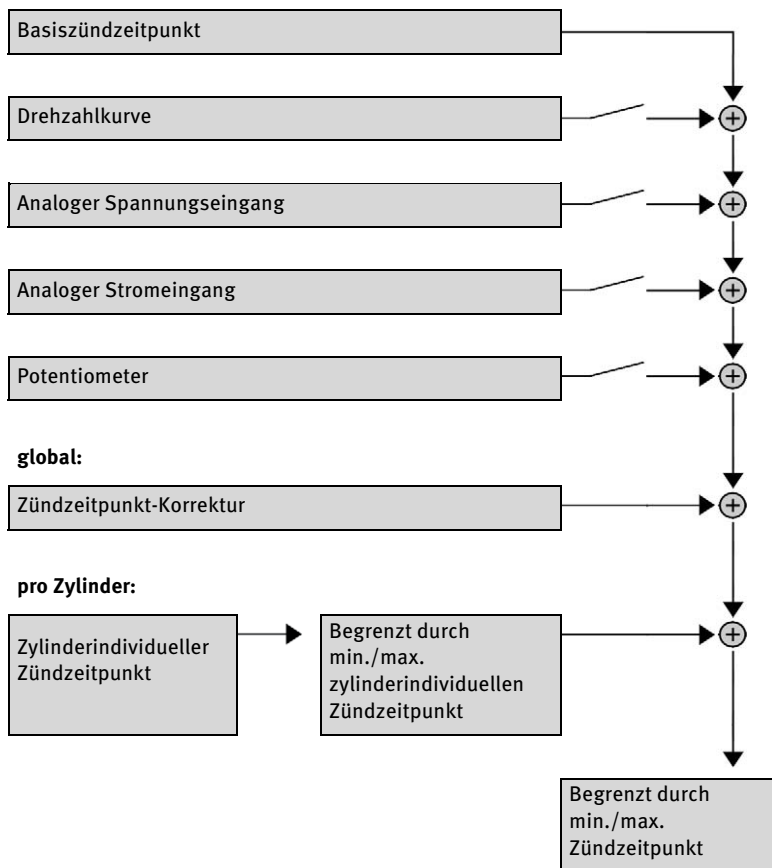 Basiszündzeitpunkt
Drehzahlkurve
Analoger Spannungseingang
Analoger Stromeingang
Potentiometer
global:
Zündzeitpunkt-Korrektur
pro Zylinder:
Zylinderindividueller
Zündzeitpunkt
Begrenzt durch
min./max.
zylinderindividuellen
Zündzeitpunkt
Begrenzt durch
min./max.
Zündzeitpunkt